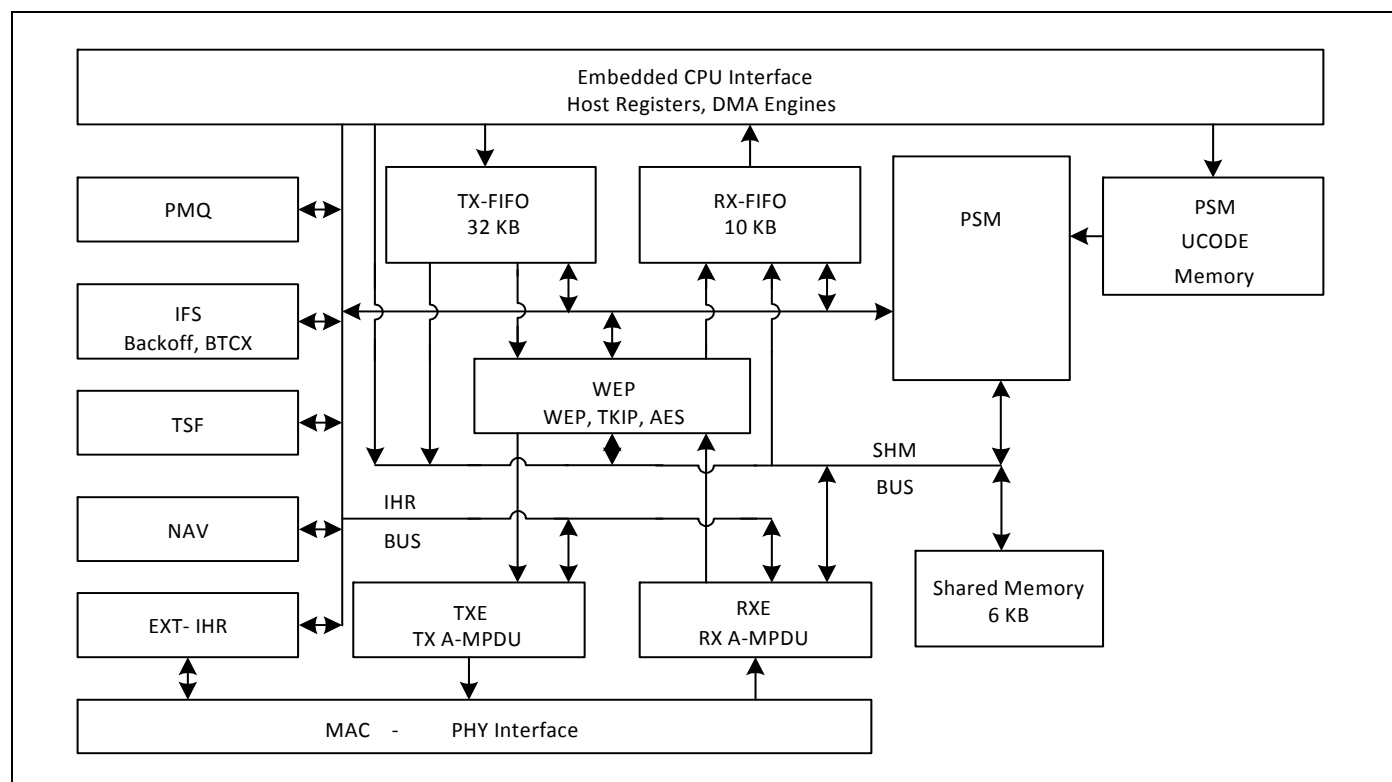 Embedded CPU Interface
Host Registers, DMA Engines
PMQ
TX-FIFO
32 KB
RX-FIFO
10 KB
PSM
PSM
UCODE
Memory
IFS
Backoff, BTCX
WEP
WEP, TKIP, AES
TSF
SHM
BUS
IHR
BUS
NAV
EXT- IHR
TXE
TX A-MPDU
RXE
RX A-MPDU
Shared Memory
6 KB
MAC - PHY Interface